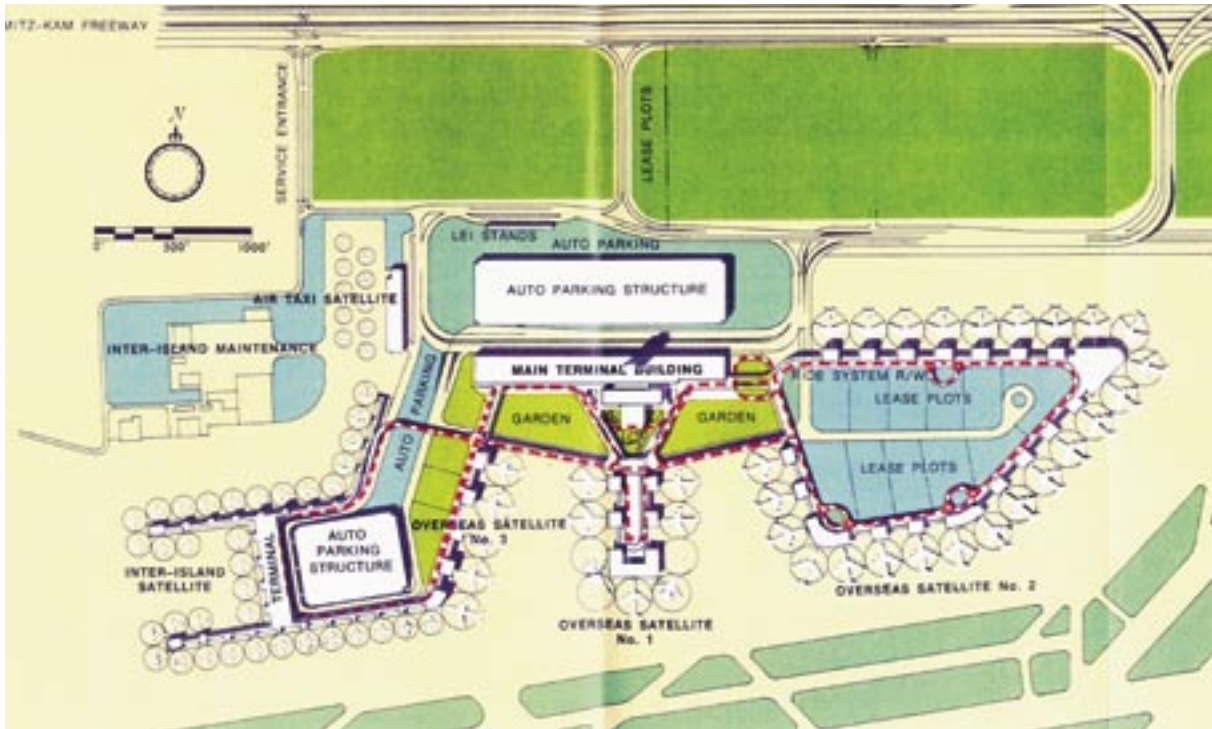 MITZ-KAM FREEWAY
N
SERVICE ENTRANCE
LEASE PLOTS
0'
500'
1000'
LEI STANDS
AUTO PARKING
AUTO PARKING STRUCTURE
AIR TAXI SATELLITE
INTER-ISLAND MAINTENANCE
MAIN TERMINAL BUILDING
RIDE SYSTEM R/W
AUTO PARKING
GARDEN
GARDEN
LEASE PLOTS
LEASE PLOTS
OVERSEAS SATELLITE
No. 3
AUTO
PARKING
STRUCTURE
TERMINAL
INTER-ISLAND
SATELLITE
OVERSEAS SATELLITE No. 2
OVERSEAS SATELLITE
No. 1